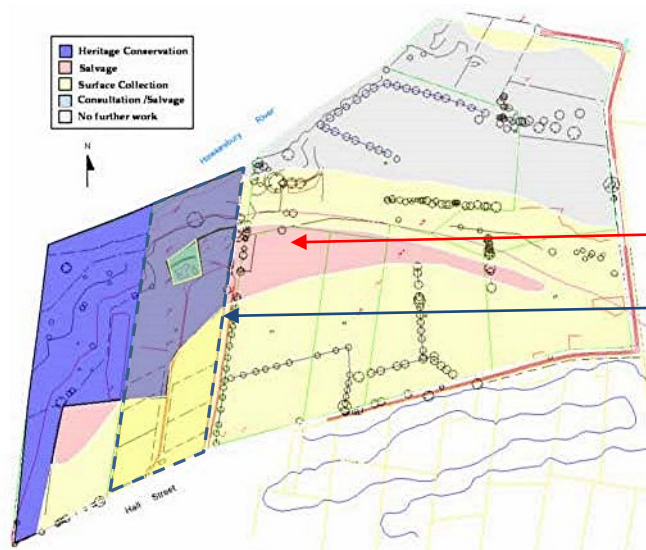 Heritage Conservation
Salvage
Surface Collection
Consultation /Salvage
No further work
N
Hawkesbury River
Hall Street